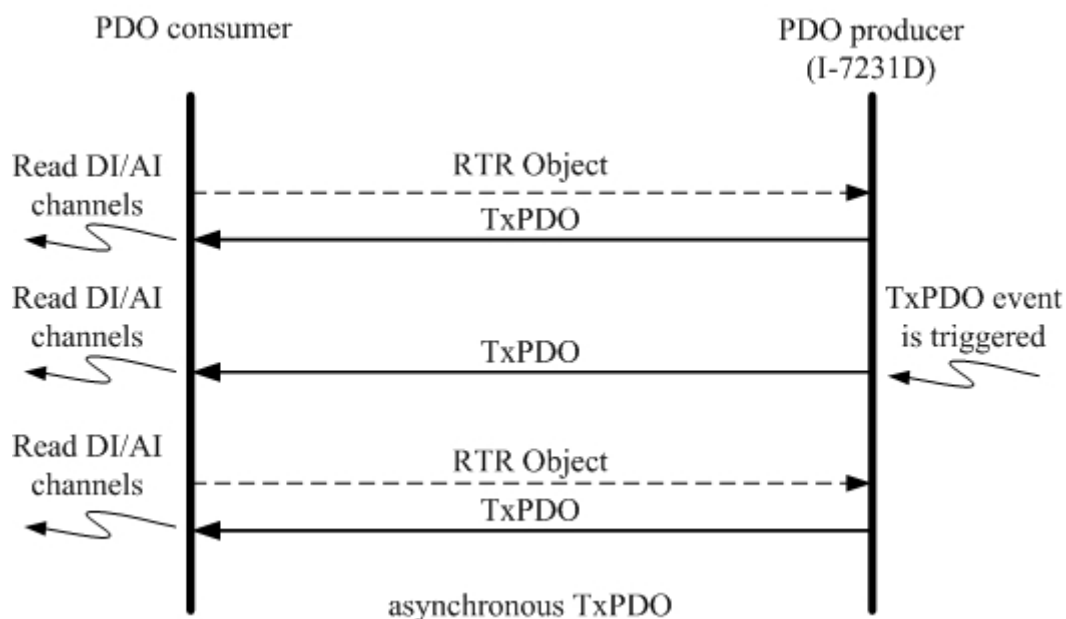 PDO consumer
PDO producer
(I-7231D)
Read DI/AI
channels
RTR Object
TxPDO
Read DI/AI
channels
TxPDO
TxPDO event
is triggered
Read DI/AI
channels
RTR Object
TxPDO
asynchronous TxPDO